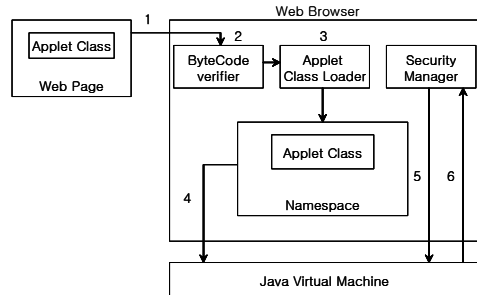 Web Browser
1
Applet Class
Web Page
2
3
ByteCode
verifier
Applet
Class Loader
Security
Manager
Applet Class
Namespace
4
5
6
Java Virtual Machine